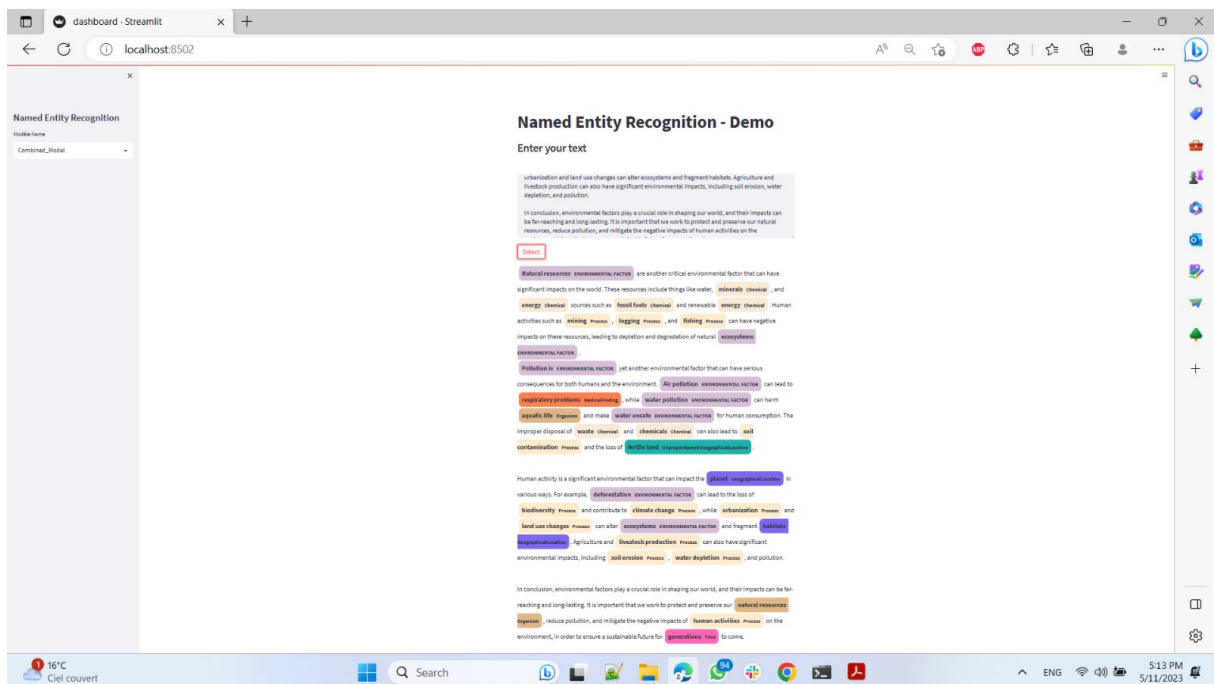 dashboard · Streamlit
localhost:8502
Named Entity Recognition
Modèle Name
Combined_Model
Named Entity Recognition - Demo
Enter your text
urbanization and land use changes can alter ecosystems and fragment habitats. Agriculture and
livestock production can also have significant environmental impacts, including soil erosion, water
depletion, and pollution.
In conclusion, environmental factors play a crucial role in shaping our world, and their impacts can
be far-reaching and long-lasting. It is important that we work to protect and preserve our natural
resources, reduce pollution, and mitigate the negative impacts of human activities on the
Detect
Natural resources ENVIRONMENTAL FACTOR are another critical environmental factor that can have
significant impacts on the world. These resources include things like water, minerals Chemical , and
energy Chemical sources such as fossil fuels Chemical and renewable energy Chemical . Human
activities such as mining Process , logging Process , and fishing Process can have negative
impacts on these resources, leading to depletion and degradation of natural ecosystems
ENVIRONMENTAL FACTOR .
Pollution is ENVIRONMENTAL FACTOR yet another environmental factor that can have serious
consequences for both humans and the environment. Air pollution ENVIRONMENTAL FACTOR can lead to
respiratory problems MedicalFinding , while water pollution ENVIRONMENTAL FACTOR can harm
aquatic life Organism and make water unsafe ENVIRONMENTAL FACTOR for human consumption. The
improper disposal of waste Chemical and chemicals Chemical can also lead to soil
contamination Process and the loss of fertile land UnproperNamedGeographicalLocation .
Human activity is a significant environmental factor that can impact the planet GeographicalLocation in
various ways. For example, deforestation ENVIRONMENTAL FACTOR can lead to the loss of
biodiversity Process and contribute to climate change Process , while urbanization Process and
land use changes Process can alter ecosystems ENVIRONMENTAL FACTOR and fragment habitats
GeographicalLocation . Agriculture and livestock production Process can also have significant
environmental impacts, including soil erosion Process , water depletion Process , and pollution.
In conclusion, environmental factors play a crucial role in shaping our world, and their impacts can be far-
reaching and long-lasting. It is important that we work to protect and preserve our natural resources
Organism , reduce pollution, and mitigate the negative impacts of human activities Process on the
environment, in order to ensure a sustainable future for generations Time to come.
1
16°C
Ciel couvert
Search
94
ENG
5:13 PM
5/11/2023
ABP